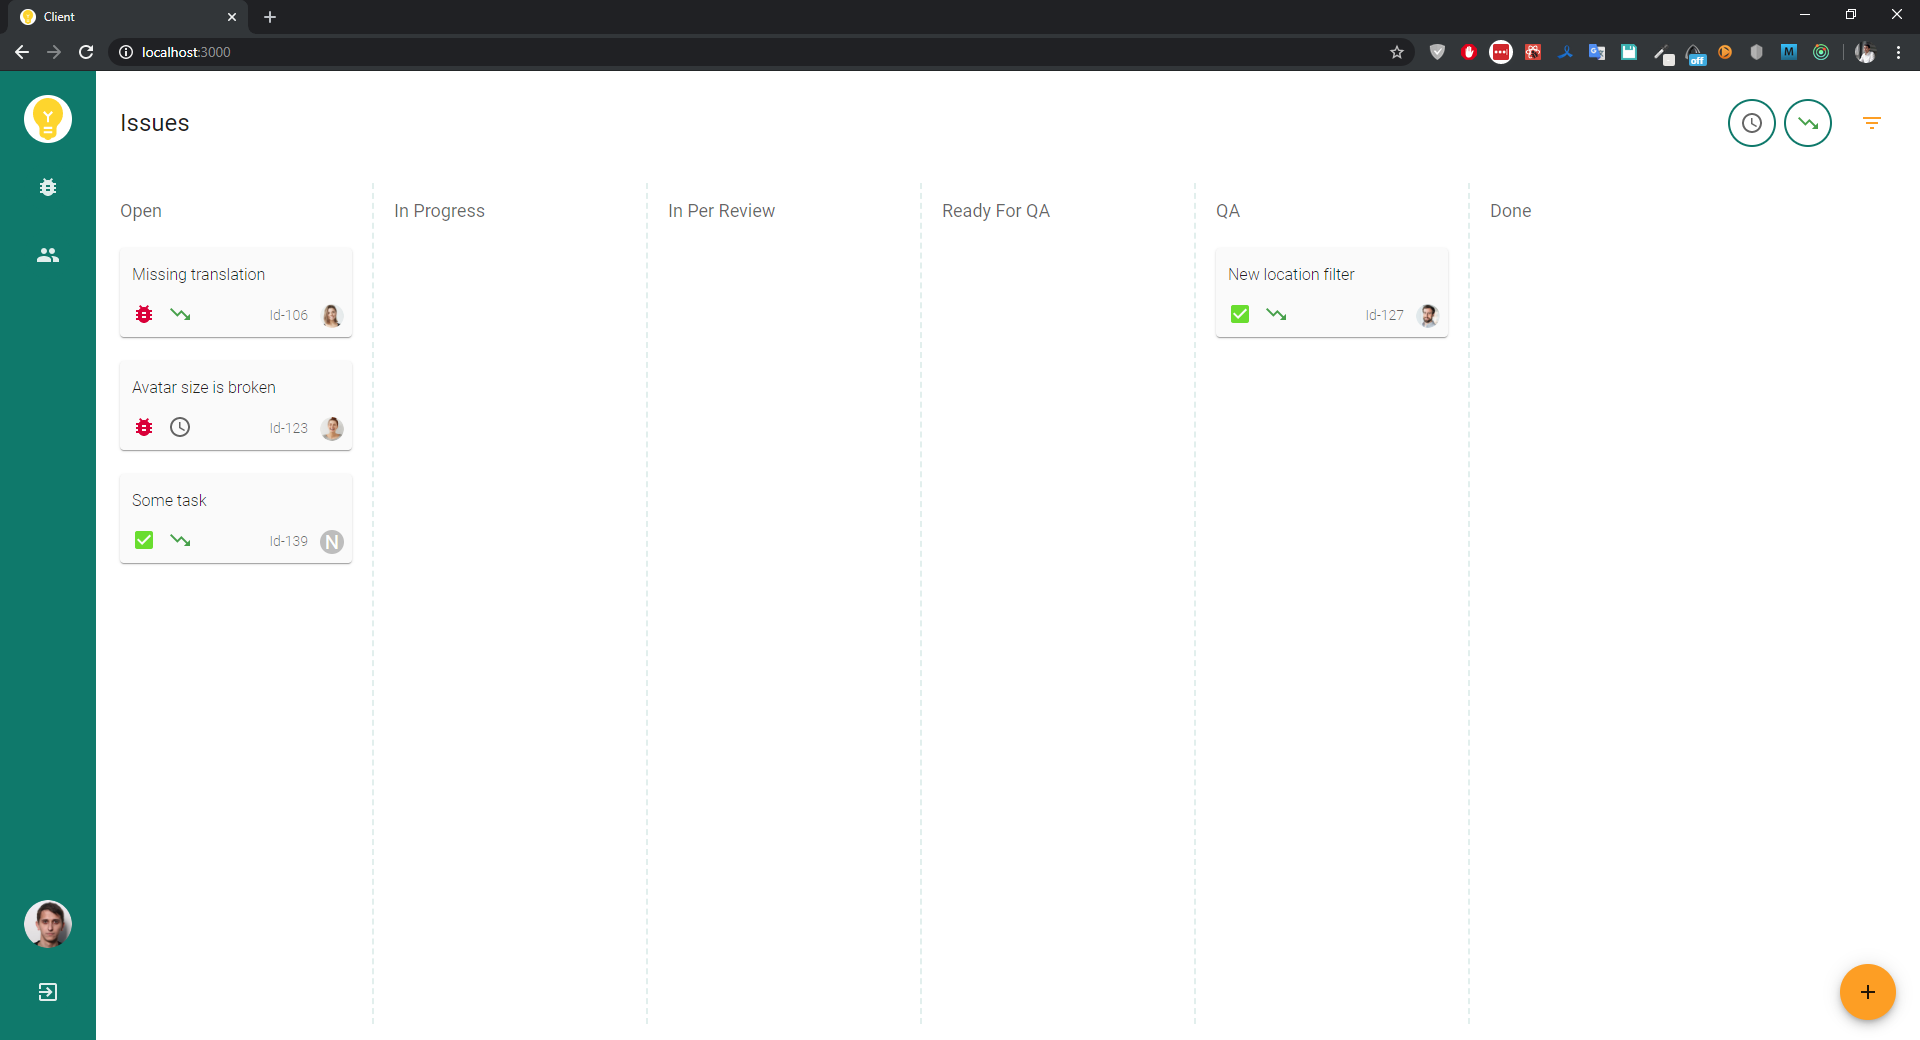 Client
localhost:3000
off
M
Issues
Open
In Progress
In Per Review
Ready For QA
QA
Done
Missing translation
Id-106
New location filter
Id-127
Avatar size is broken
Id-123
Some task
Id-139
N